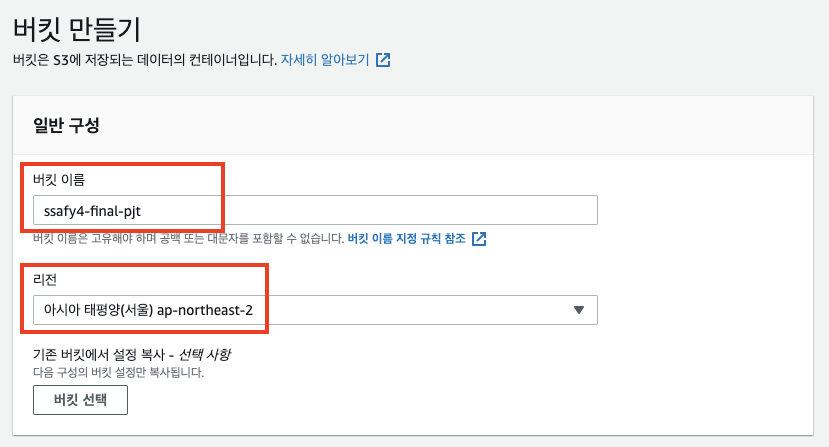 버킷 만들기
버킷은 S3에 저장되는 데이터의 컨테이너입니다. 자세히 알아보기
일반 구성
버킷 이름
ssafy4-final-pjt
버킷 이름은 고유해야 하며 공백 또는 대문자를 포함할 수 없습니다. 버킷 이름 지정 규칙 참조
리전
아시아 태평양(서울) ap-northeast-2
기존 버킷에서 설정 복사 - 선택 사항
다음 구성의 버킷 설정만 복사됩니다.
버킷 선택